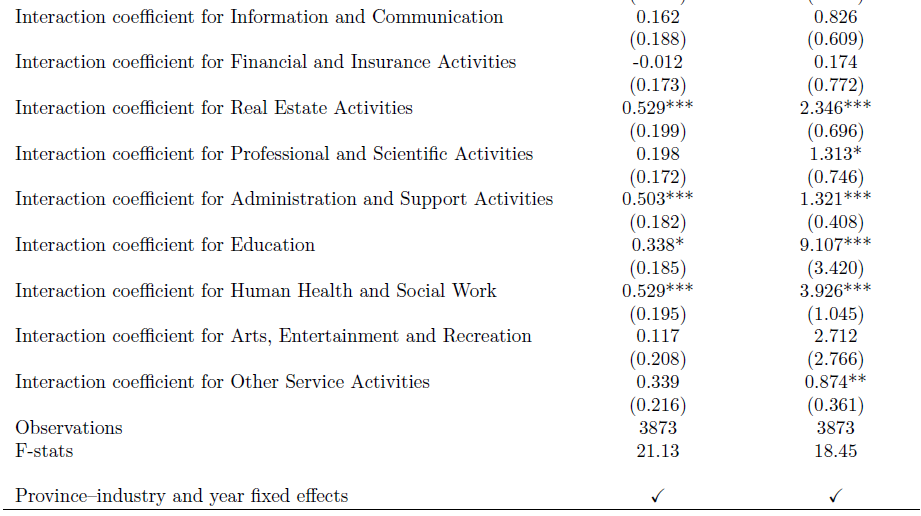 Interaction coefficient for Information and Communication 0.162 0.826
(0.188) (0.609)
Interaction coefficient for Financial and Insurance Activities -0.012 0.174
(0.173) (0.772)
Interaction coefficient for Real Estate Activities 0.529*** 2.346***
(0.199) (0.696)
Interaction coefficient for Professional and Scientific Activities 0.198 1.313*
(0.172) (0.746)
Interaction coefficient for Administration and Support Activities 0.503*** 1.321***
(0.182) (0.408)
Interaction coefficient for Education 0.338* 9.107***
(0.185) (3.420)
Interaction coefficient for Human Health and Social Work 0.529*** 3.926***
(0.195) (1.045)
Interaction coefficient for Arts, Entertainment and Recreation 0.117 2.712
(0.208) (2.766)
Interaction coefficient for Other Service Activities 0.339 0.874**
(0.216) (0.361)
Observations 3873 3873
F-stats 21.13 18.45
Province–industry and year fixed effects ✓ ✓